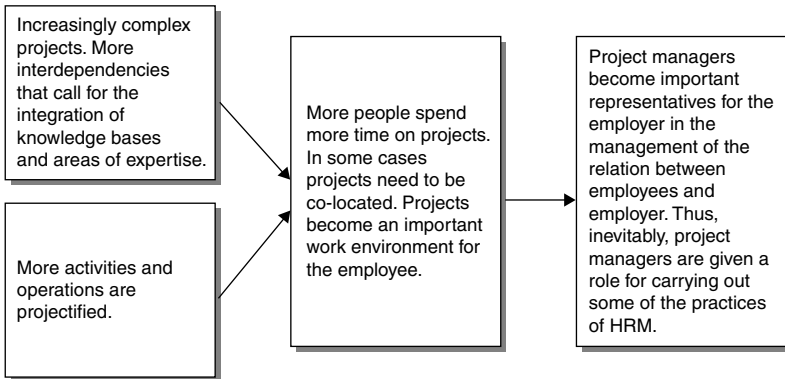 Increasingly complex
projects. More
interdependencies
that call for the
integration of
knowledge bases
and areas of expertise.
More activities and
operations are
projectified.
More people spend
more time on projects.
In some cases
projects need to be
co-located. Projects
become an important
work environment for
the employee.
Project managers
become important
representatives for the
employer in the
management of the
relation between
employees and
employer. Thus,
inevitably, project
managers are given a
role for carrying out
some of the practices
of HRM.